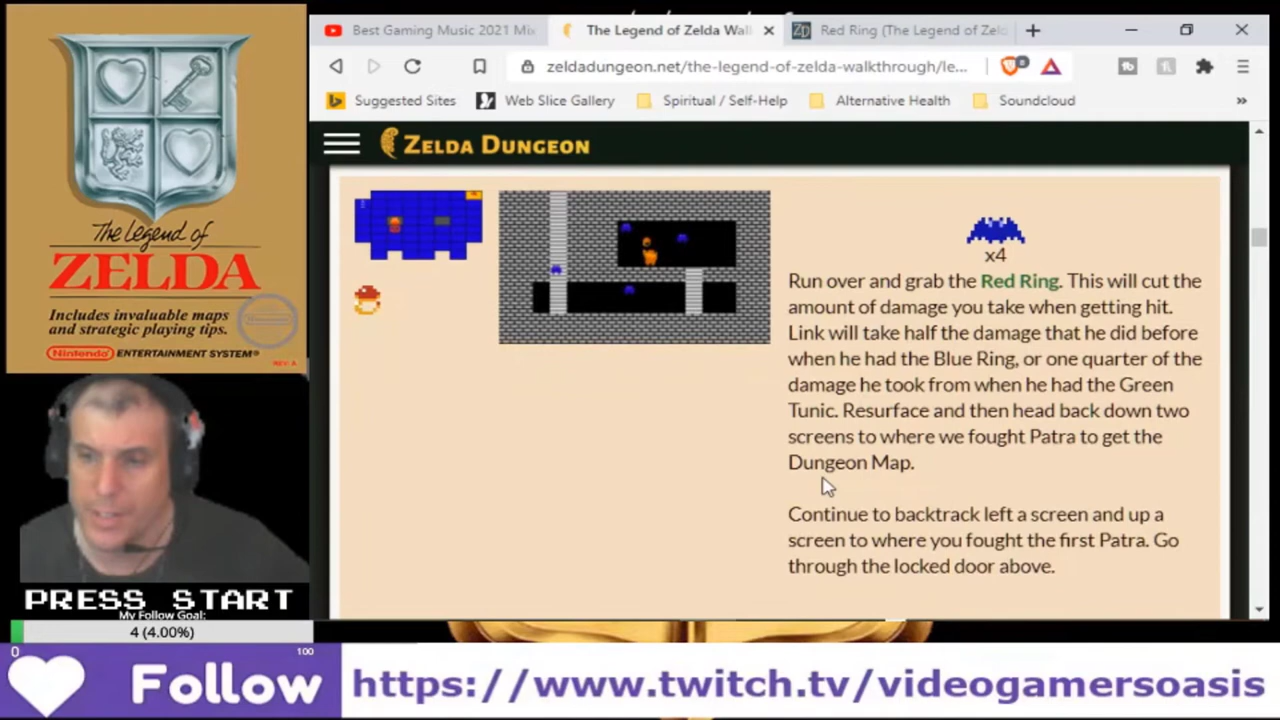 The Legend of
ZELDA
Includes invaluable maps
and strategic playing tips.
Nintendo ENTERTAINMENT SYSTEM®
REV. A
Best Gaming Music 2021 Mix
The Legend of Zelda Wal
Red Ring (The Legend of Zeld
zeldadungeon.net/the-legend-of-zelda-walkthrough/le...
Suggested Sites
Web Slice Gallery
Spiritual / Self-Help
Alternative Health
Soundcloud
ZELDA DUNGEON
x4
Run over and grab the Red Ring. This will cut the
amount of damage you take when getting hit.
Link will take half the damage that he did before
when he had the Blue Ring, or one quarter of the
damage he took from when he had the Green
Tunic. Resurface and then head back down two
screens to where we fought Patra to get the
Dungeon Map.
Continue to backtrack left a screen and up a
screen to where you fought the first Patra. Go
through the locked door above.
PRESS START
My Follow Goal:
4 (4.00%)
0
100
Follow
https://www.twitch.tv/videogamersoasis